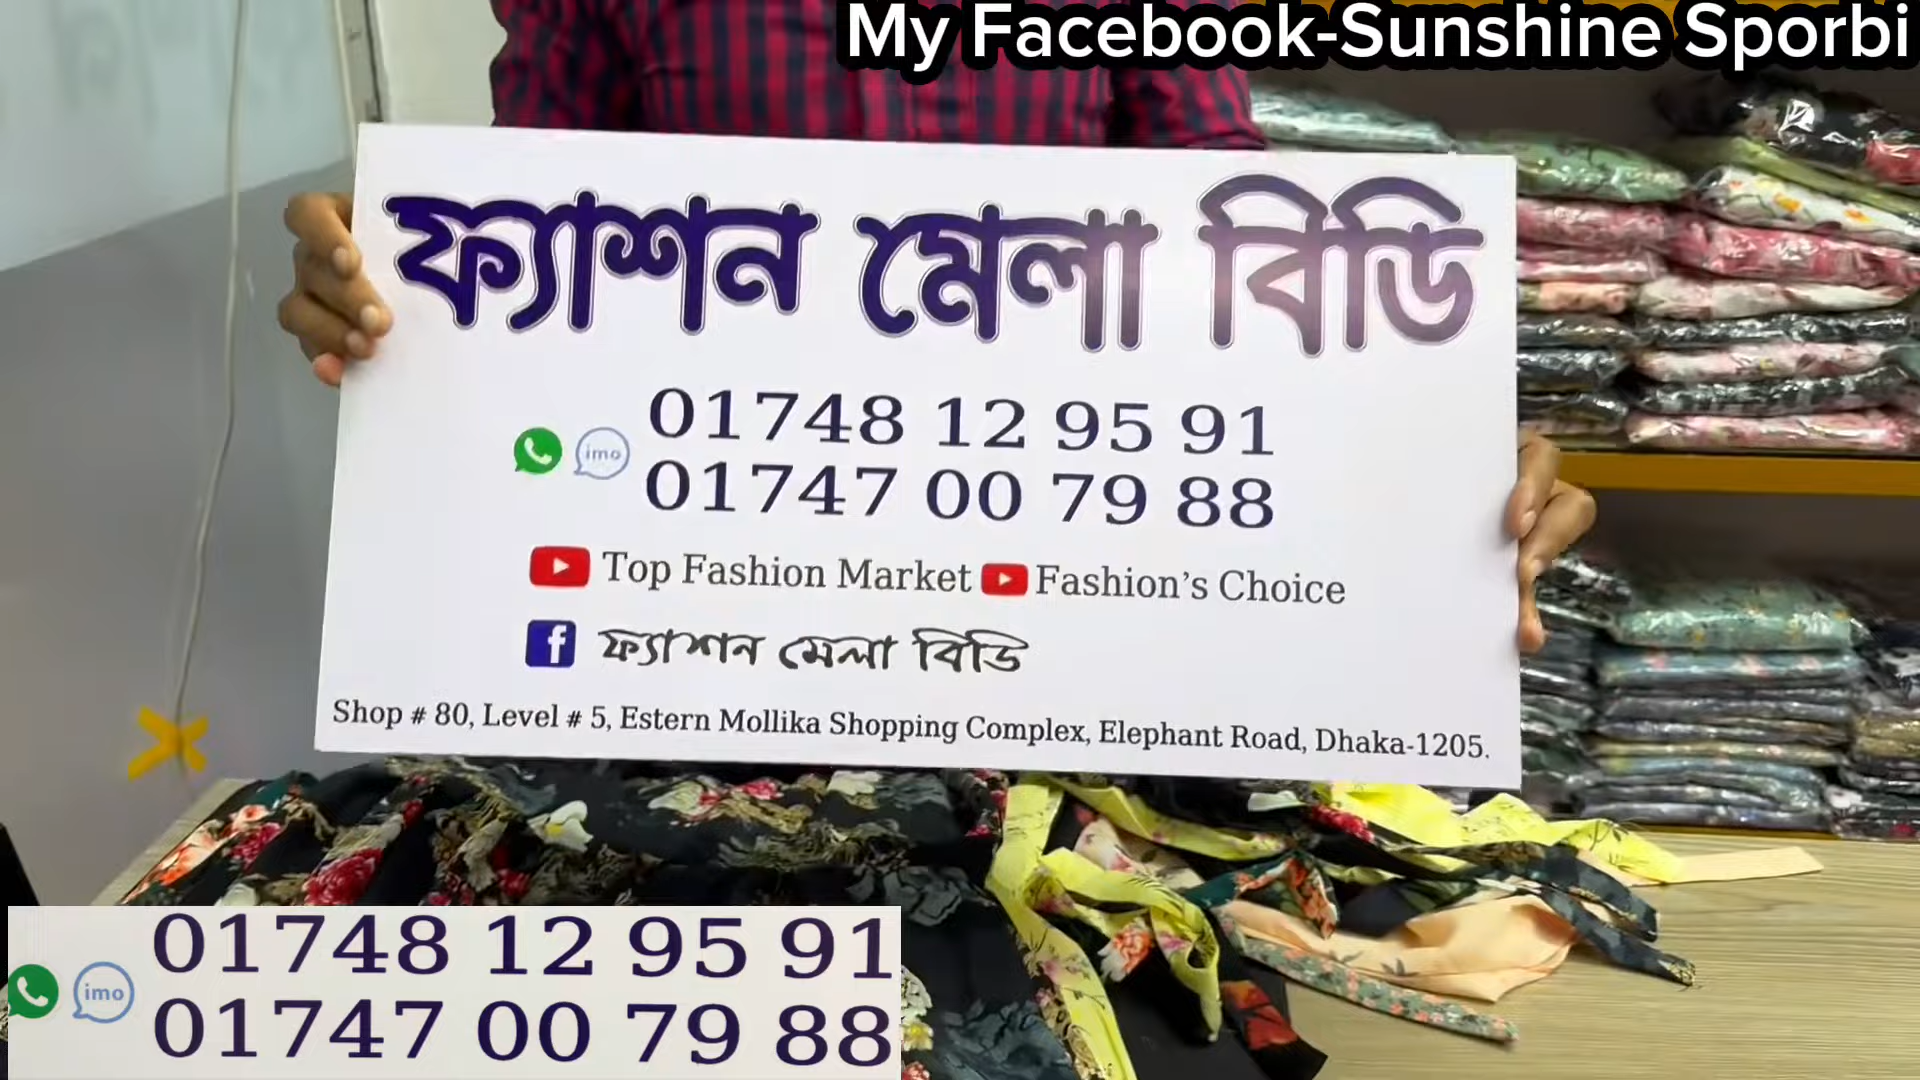 My Facebook-Sunshine Sporbi
ফ্যাশন মেলা বিডি
imo 01748 12 95 91
01747 00 79 88
Top Fashion Market Fashion's Choice
f ফ্যাশন মেলা বিডি
Shop # 80, Level # 5, Estern Mollika Shopping Complex, Elephant Road, Dhaka-1205.
imo 01748 12 95 91
01747 00 79 88